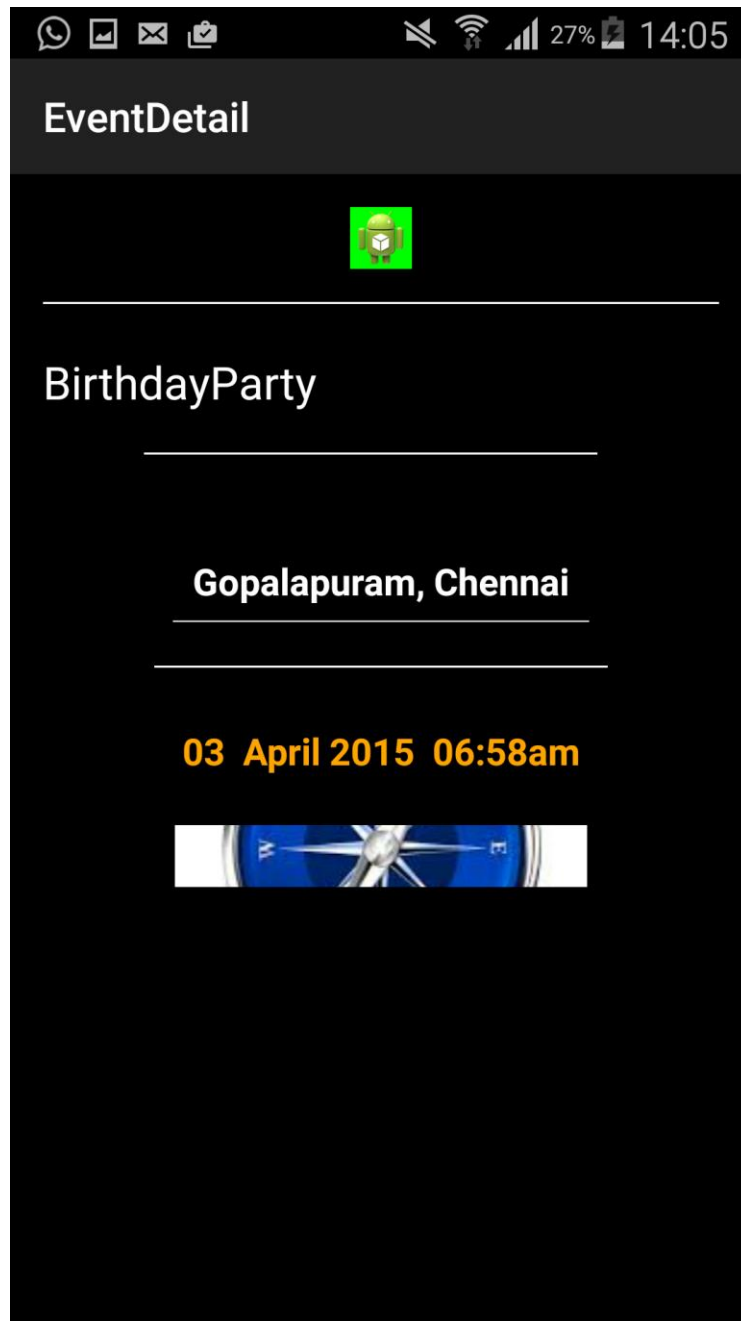 27% 14:05
EventDetail
BirthdayParty
Gopalapuram, Chennai
03 April 2015 06:58am
W E